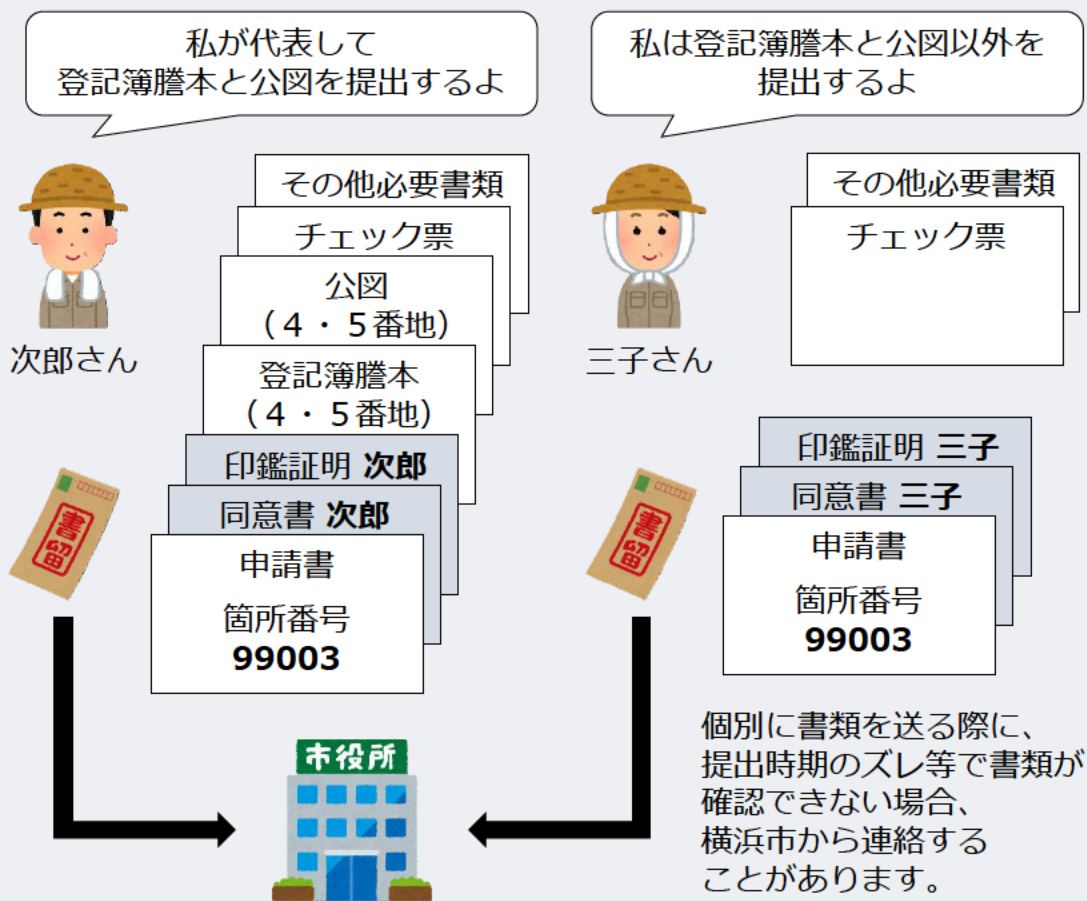 私が代表して
登記簿謄本と公図を提出するよ
私は登記簿謄本と公図以外を
提出するよ
その他必要書類
チェック票
公図
（４・５番地）
登記簿謄本
（４・５番地）
印鑑証明 次郎
同意書 次郎
申請書
箇所番号
99003
次郎さん
書留
その他必要書類
チェック票
三子さん
印鑑証明 三子
同意書 三子
申請書
箇所番号
99003
書留
市役所
個別に書類を送る際に、
提出時期のズレ等で書類が
確認できない場合、
横浜市から連絡する
ことがあります。